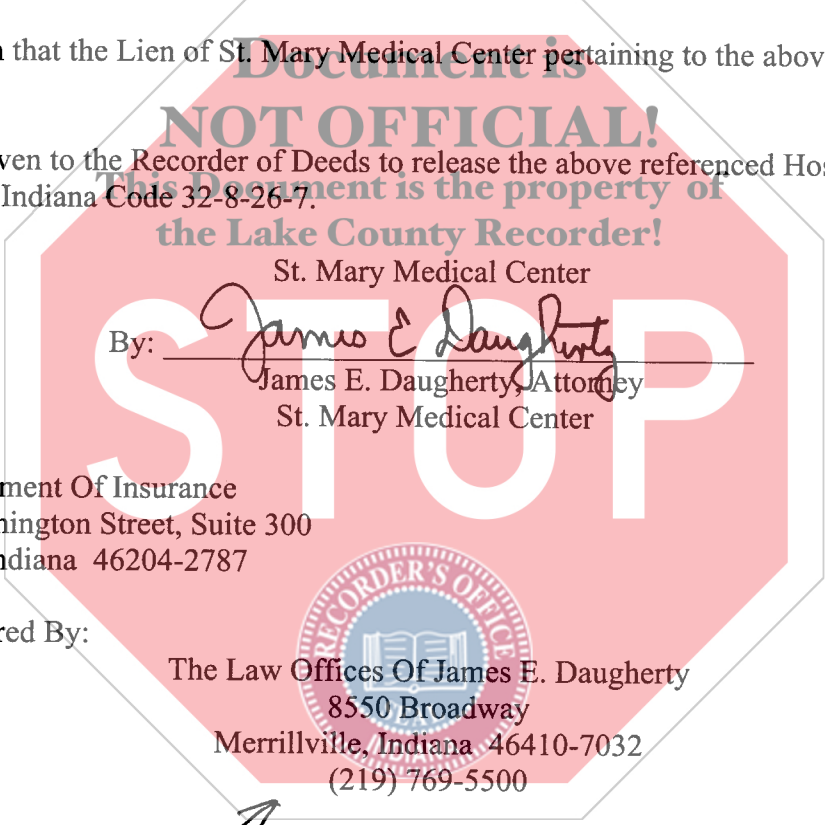 that the Lien of St. Mary Medical Center pertaining to the abov
Document is
NOT OFFICIAL!
ven to the Recorder of Deeds to release the above referenced Hos
This Document is the property of
Indiana Code 32-8-26-7.
the Lake County Recorder!
St. Mary Medical Center
STOP
By: James E Daugherty
James E. Daugherty, Attorney
St. Mary Medical Center
ment Of Insurance
hington Street, Suite 300
ndiana 46204-2787
RECORDER'S OFFICE
red By:
The Law Offices Of James E. Daugherty
8550 Broadway
Merrillville, Indiana 46410-7032
(219) 769-5500